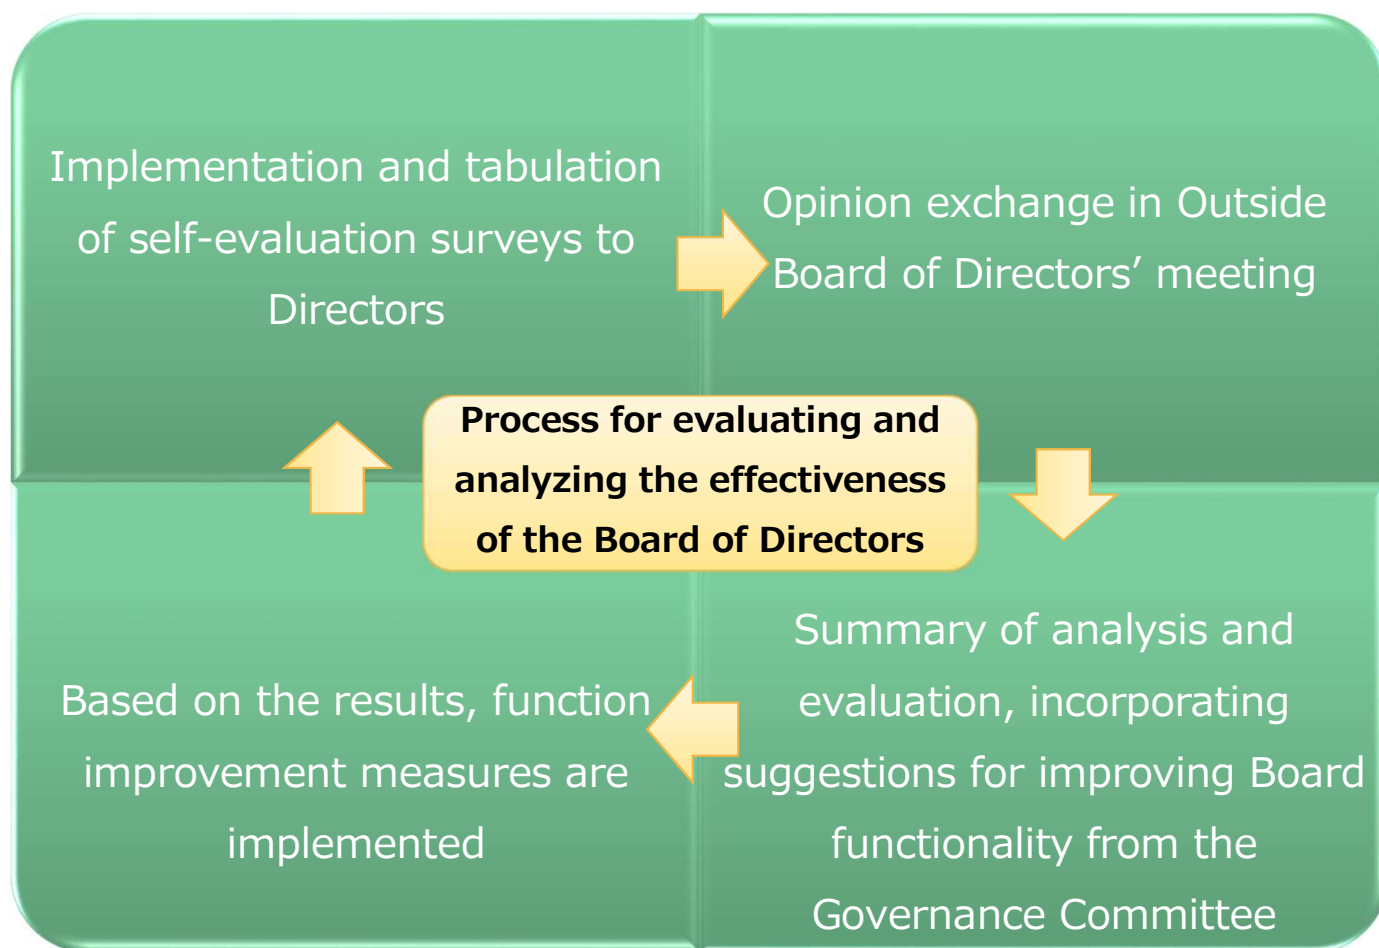 Implementation and tabulation
of self-evaluation surveys to
Directors
Opinion exchange in Outside
Board of Directors’ meeting
Process for evaluating and
analyzing the effectiveness
of the Board of Directors
Based on the results, function
improvement measures are
implemented
Summary of analysis and
evaluation, incorporating
suggestions for improving Board
functionality from the
Governance Committee